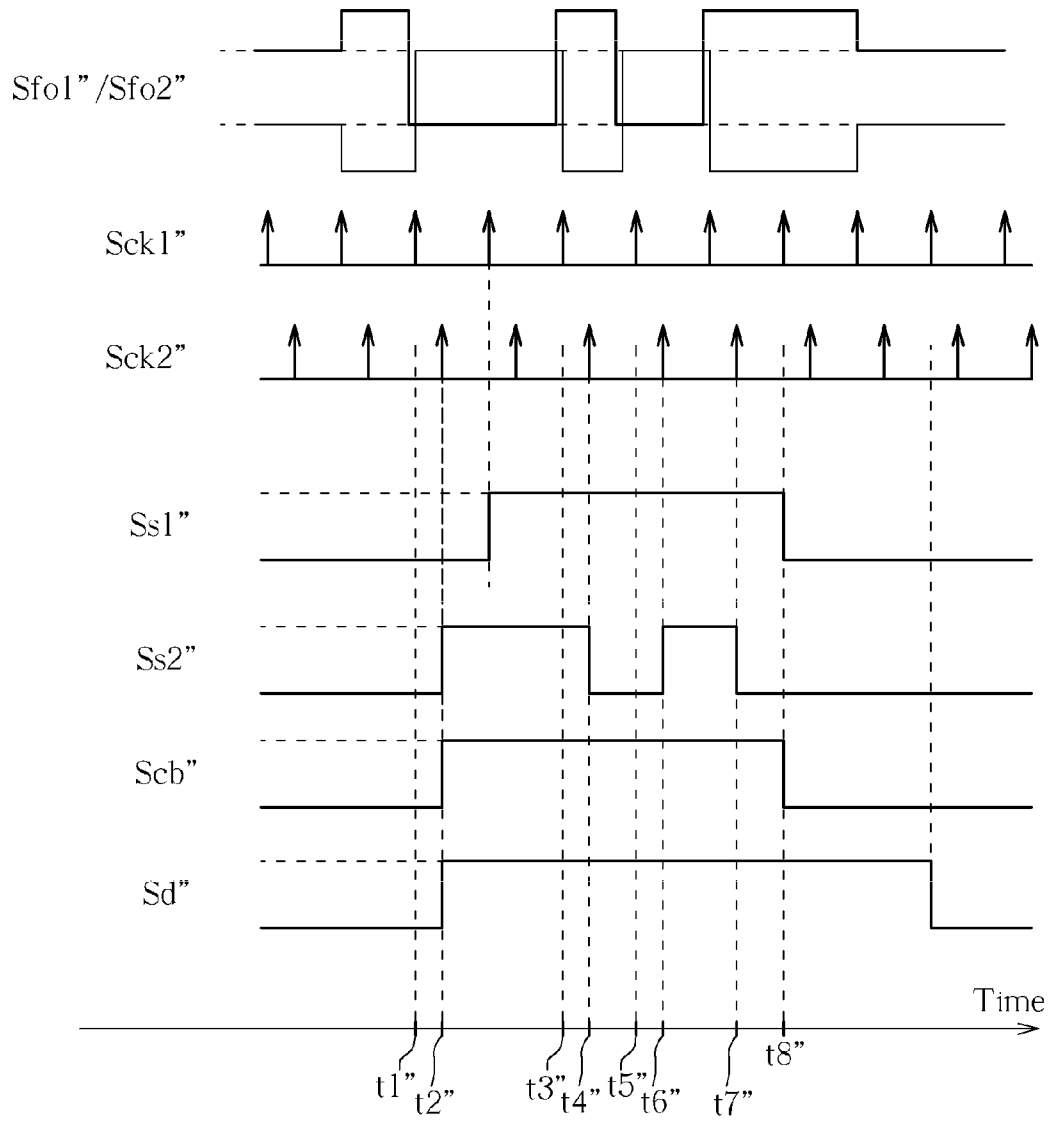 Sfo1”/Sfo2”
Sck1”
Sck2”
Ss1”
Ss2”
Scb”
Sd”
Time
t1”
t2”
t3”
t4”
t5”
t6”
t7”
t8”